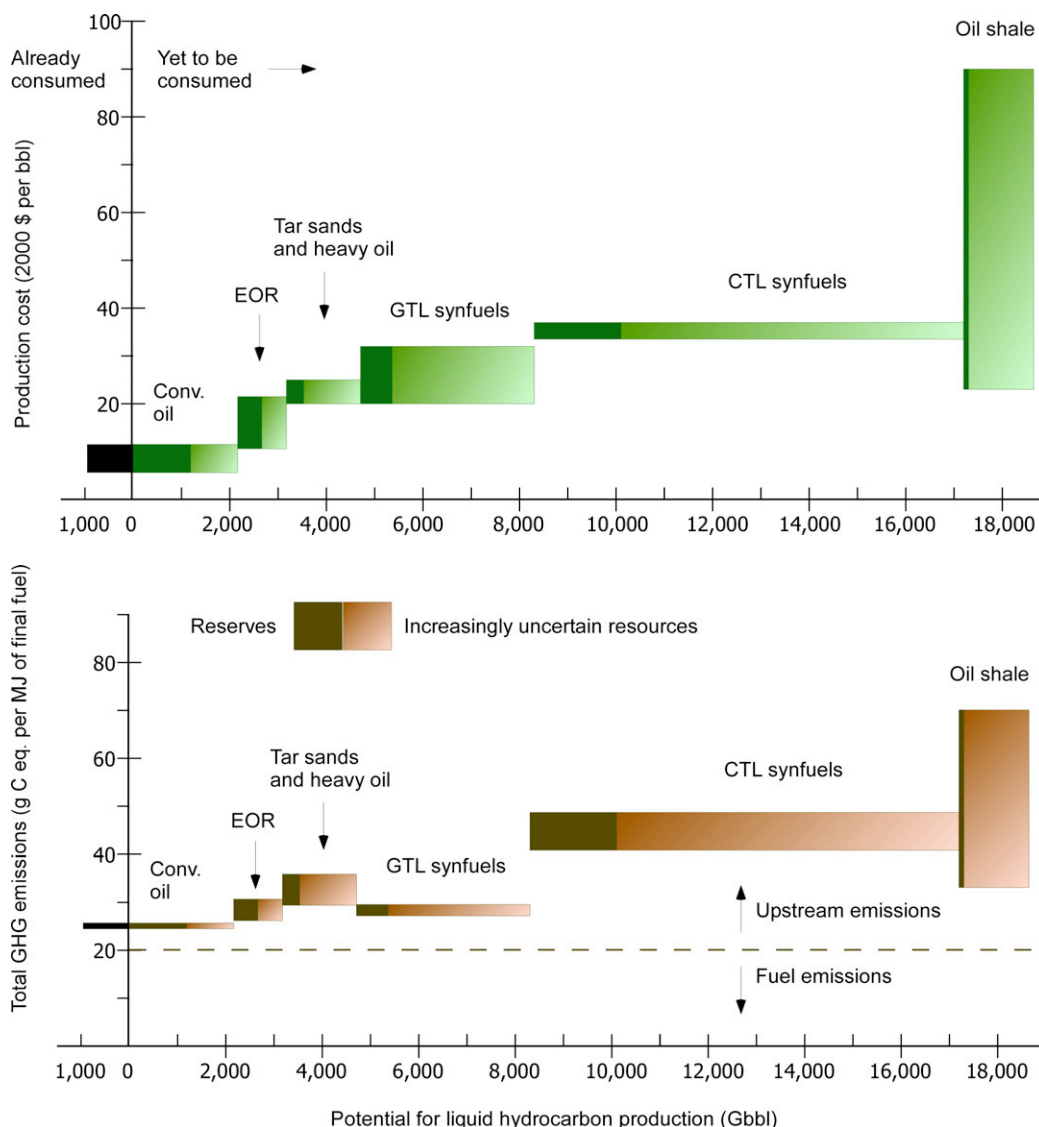 Production cost (2000 $ per bbl)
100
80
60
40
20
Already
consumed
Yet to be
consumed
Oil shale
Tar sands
and heavy oil
EOR
GTL synfuels
CTL synfuels
Conv.
oil
1,000 0 2,000 4,000 6,000 8,000 10,000 12,000 14,000 16,000 18,000
Total GHG emissions (g C eq. per MJ of final fuel)
80
60
40
20
Reserves
Increasingly uncertain resources
Oil shale
Tar sands
and heavy oil
CTL synfuels
EOR
Conv.
oil
GTL synfuels
Upstream emissions
Fuel emissions
1,000 0 2,000 4,000 6,000 8,000 10,000 12,000 14,000 16,000 18,000
Potential for liquid hydrocarbon production (Gbbl)